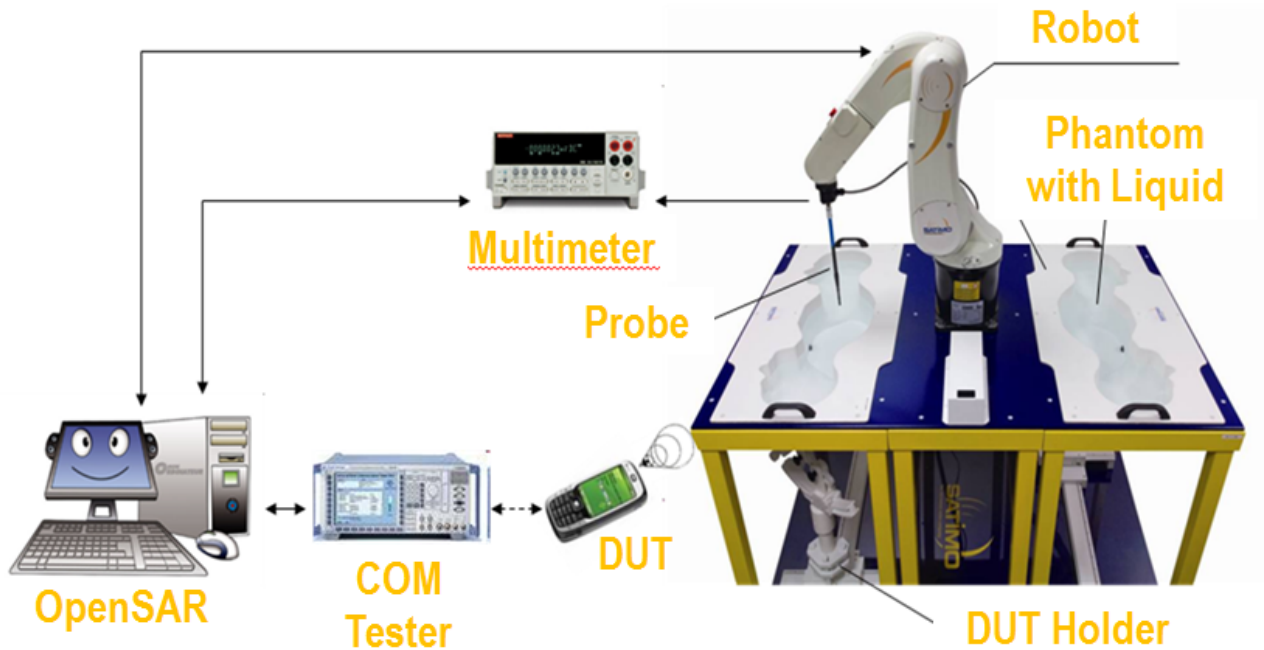 Robot
Phantom
with Liquid
Multimeter
Probe
SATIMO
SATIMO
DUT
OpenSAR
COM
Tester
DUT Holder